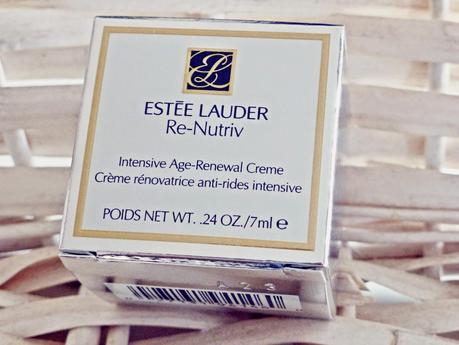 EL
ESTĒE LAUDER
Re-Nutriv
Intensive Age-Renewal Creme
Crème rénovatrice anti-rides intensive
POIDS NET WT. .24 OZ./7ml ℮
A23